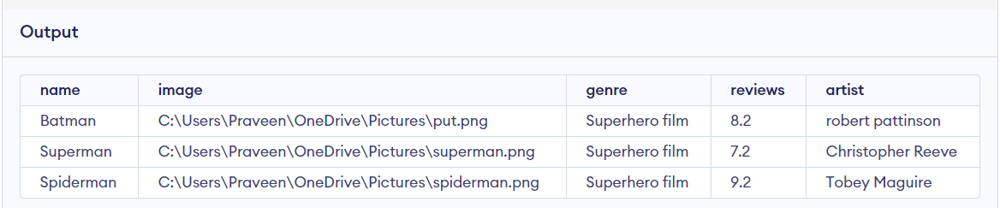 Output
name image genre reviews artist
Batman C:\Users\Praveen\OneDrive\Pictures\put.png Superhero film 8.2 robert pattinson
Superman C:\Users\Praveen\OneDrive\Pictures\superman.png Superhero film 7.2 Christopher Reeve
Spiderman C:\Users\Praveen\OneDrive\Pictures\spiderman.png Superhero film 9.2 Tobey Maguire